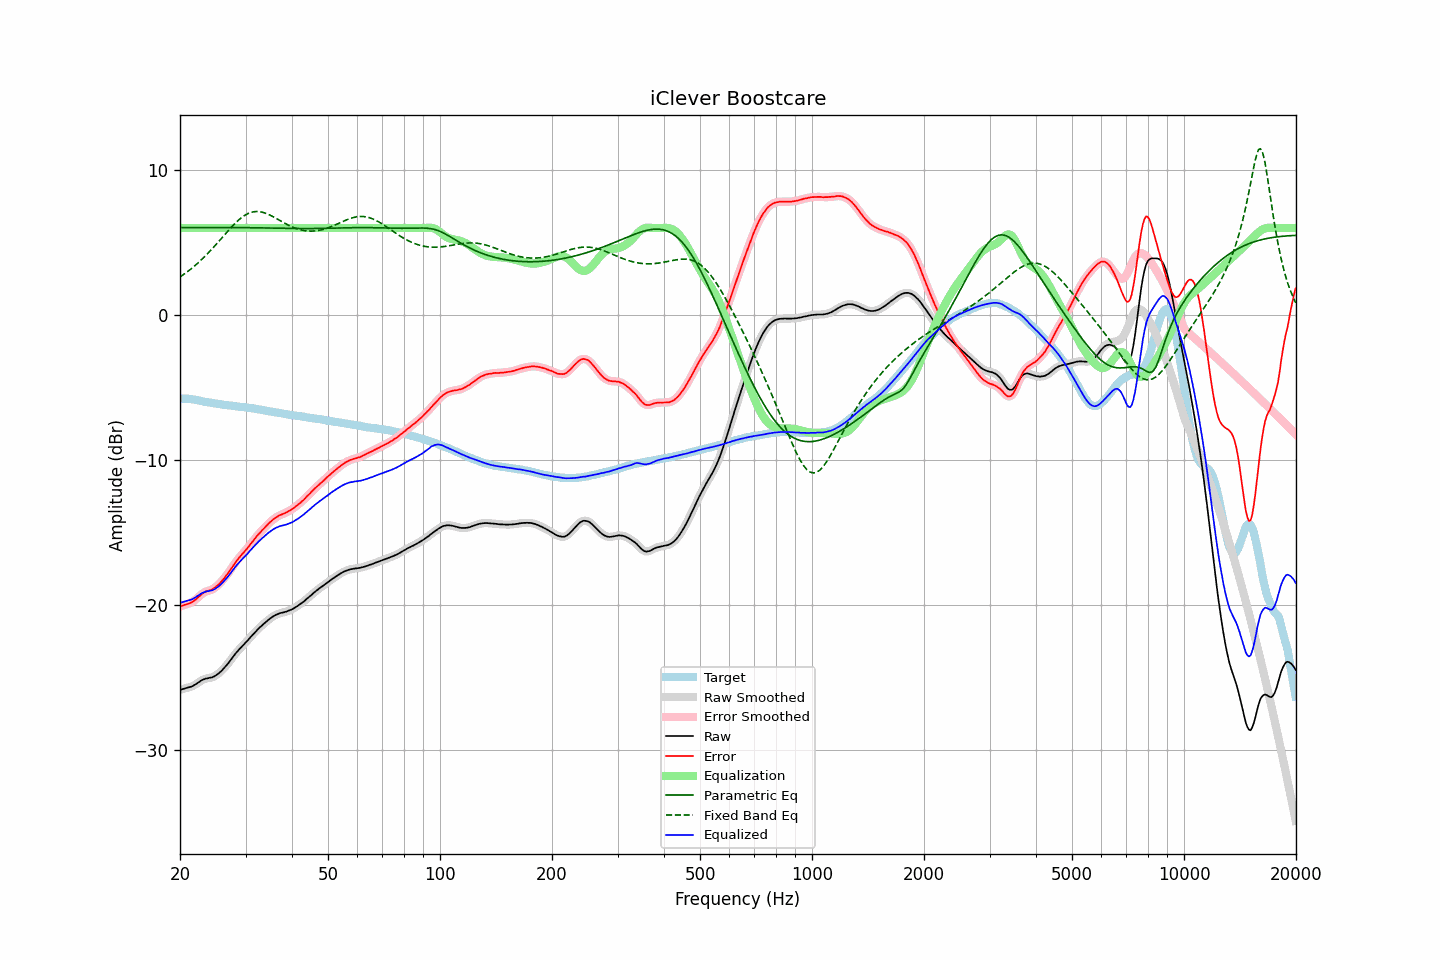 iClever Boostcare
Amplitude (dBr)
10
0
−10
−20
−30
Target
Raw Smoothed
Error Smoothed
Raw
Error
Equalization
Parametric Eq
Fixed Band Eq
Equalized
20 50 100 200 500 1000 2000 5000 10000 20000
Frequency (Hz)